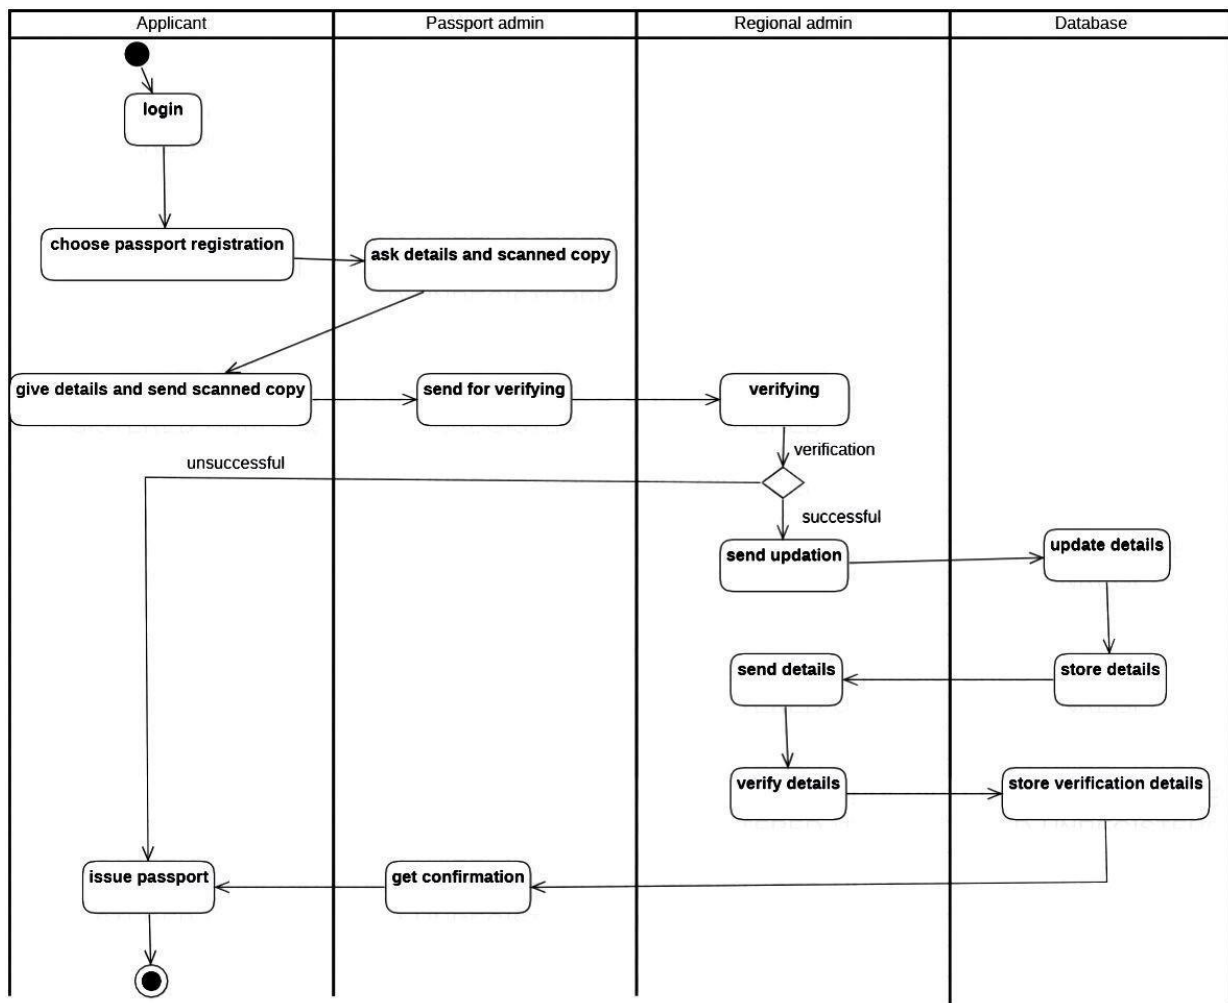 Applicant
Passport admin
Regional admin
Database
login
choose passport registration
ask details and scanned copy
give details and send scanned copy
send for verifying
verifying
verification
unsuccessful
successful
send updation
update details
send details
store details
verify details
store verification details
issue passport
get confirmation